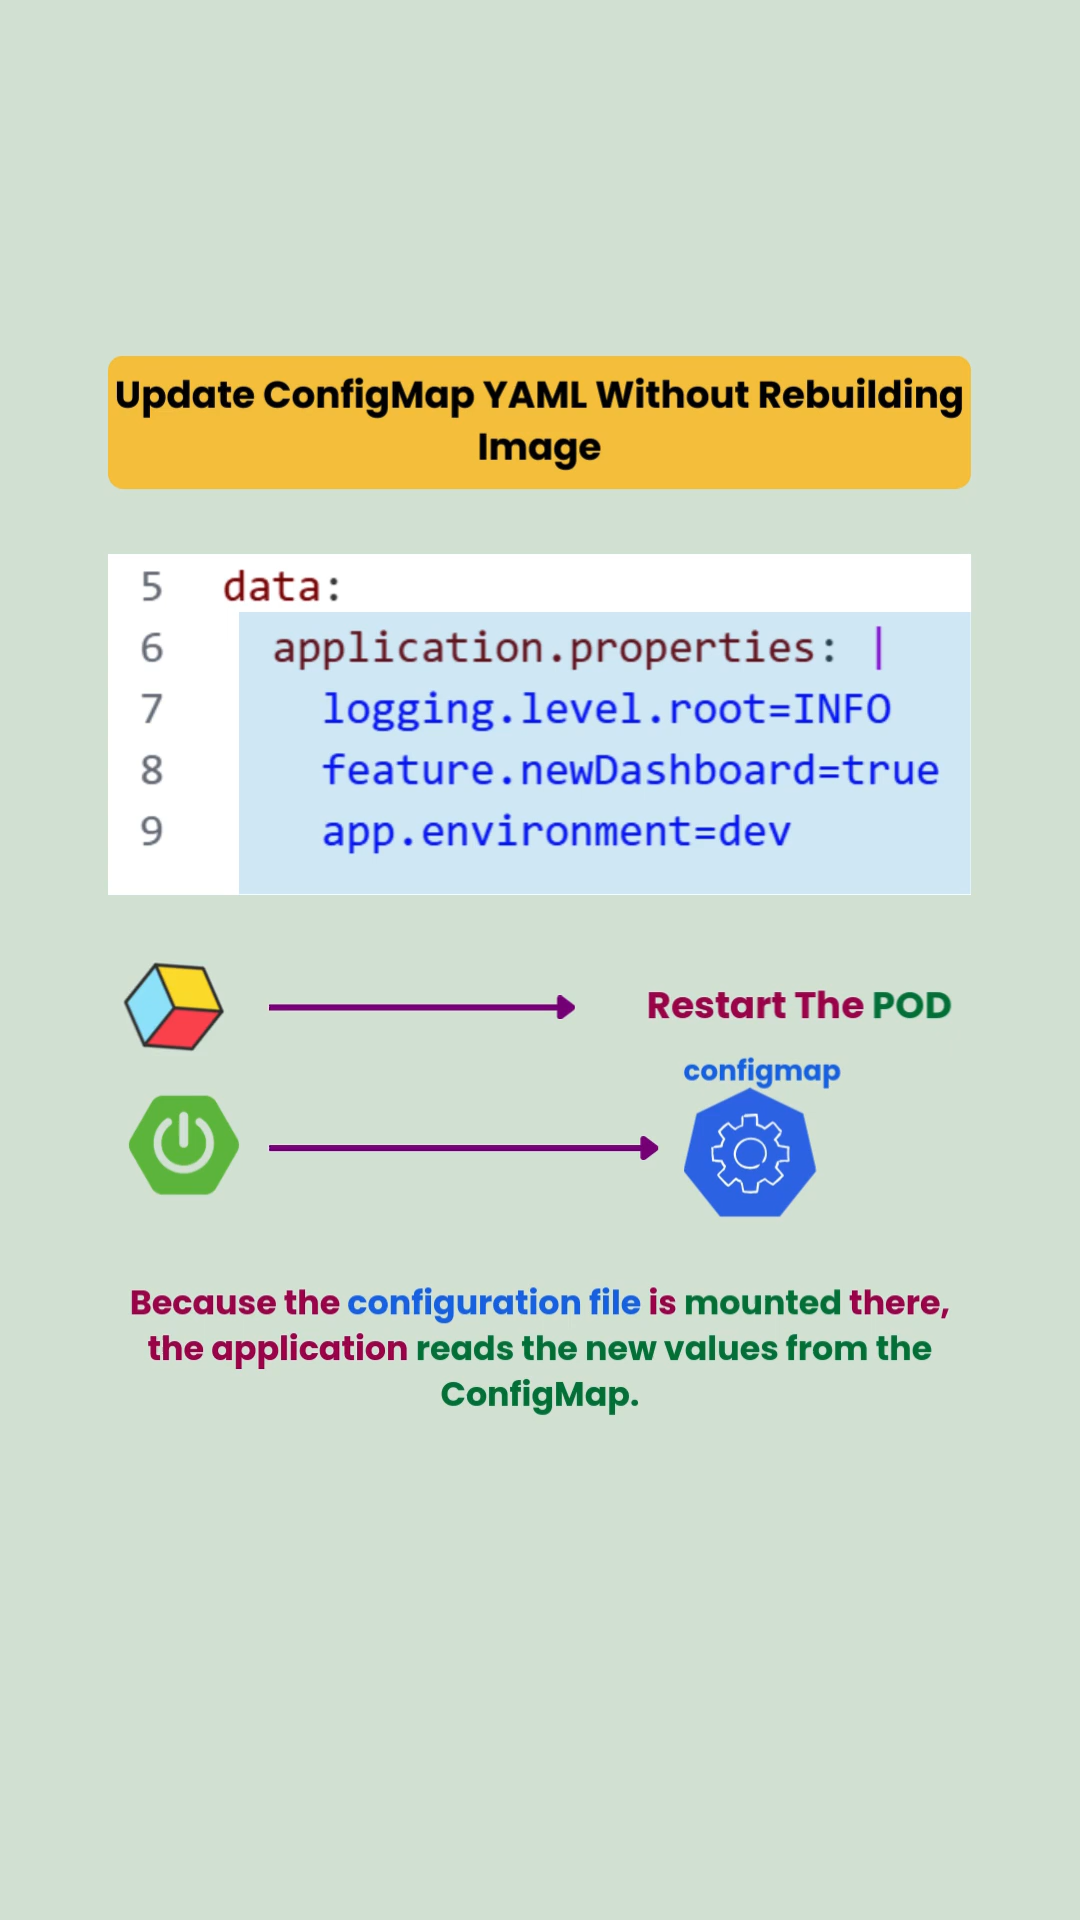 Update ConfigMap YAML Without Rebuilding
Image
5 data:
6 application.properties: |
7 logging.level.root=INFO
8 feature.newDashboard=true
9 app.environment=dev
Restart The POD
configmap
Because the configuration file is mounted there,
the application reads the new values from the
ConfigMap.